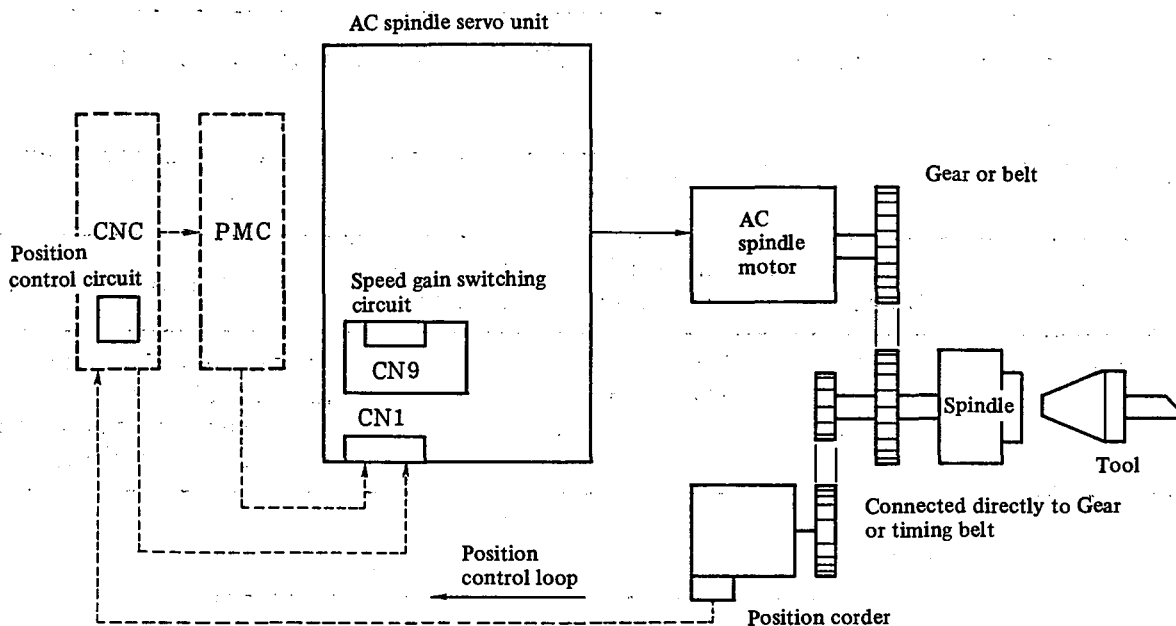 AC spindle servo unit
Gear or belt
CNC
PMC
AC
spindle
motor
Position
control circuit
Speed gain switching
circuit
CN9
CN1
Spindle
Tool
Connected directly to Gear
or timing belt
Position
control loop
Position corder